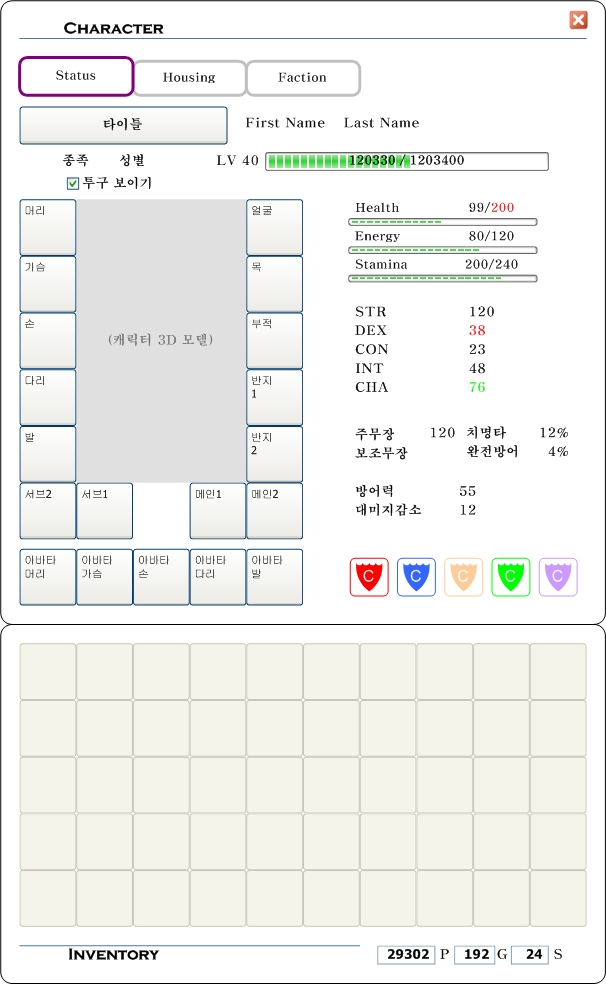 CHARACTER
Status Housing Faction
타이틀 First Name Last Name
종족 성별 LV 40 120330 / 1203400
투구 보이기
머리 얼굴 Health 99/200
Energy 80/120
가슴 목 Stamina 200/240
손 부적 STR 120
(캐릭터 3D 모델) DEX 38
CON 23
INT 48
다리 반지 1 CHA 76
발 반지 2 주무장 120 치명타 12%
보조무장 완전방어 4%
서브2 서브1 메인1 메인2 방어력 55
대미지감소 12
아바타 머리 아바타 가슴 아바타 손 아바타 다리 아바타 발
C C C C C
INVENTORY 29302 P 192 G 24 S